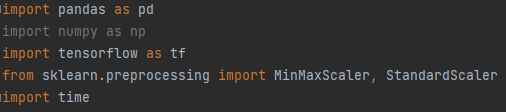 import pandas as pd
import numpy as np
import tensorflow as tf
from sklearn.preprocessing import MinMaxScaler, StandardScaler
import time